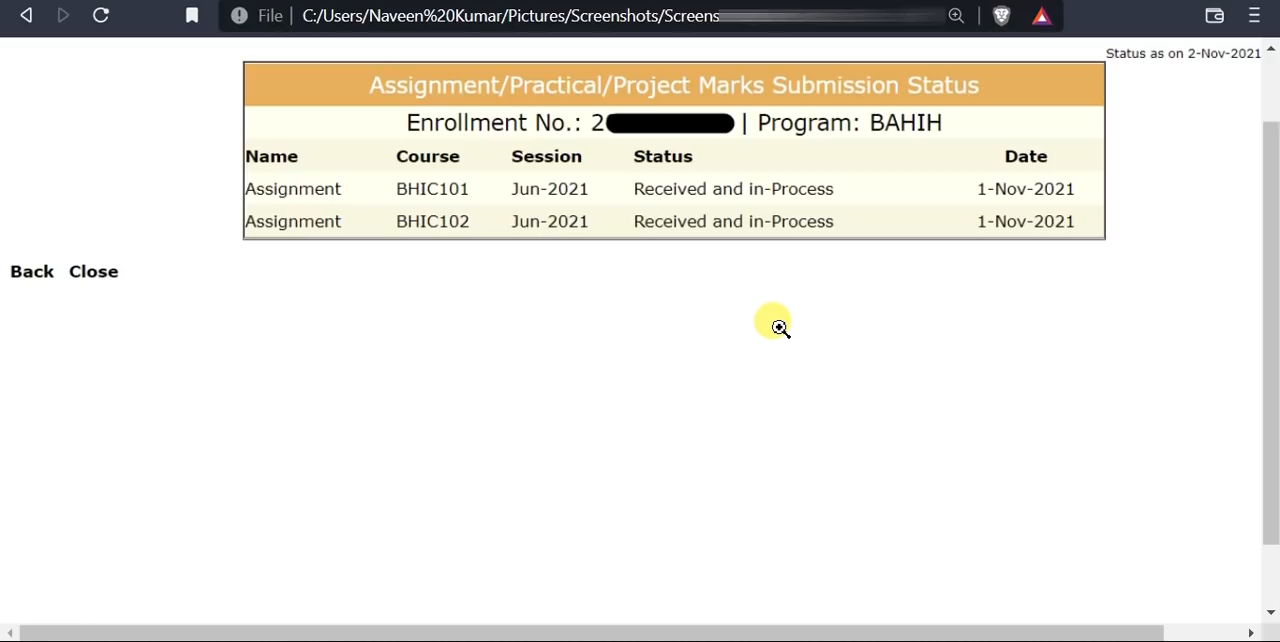 File | C:/Users/Naveen%20Kumar/Pictures/Screenshots/Screens
Status as on 2-Nov-2021
Assignment/Practical/Project Marks Submission Status
Enrollment No.: 2 | Program: BAHIH
Name Course Session Status Date
Assignment BHIC101 Jun-2021 Received and in-Process 1-Nov-2021
Assignment BHIC102 Jun-2021 Received and in-Process 1-Nov-2021
Back Close